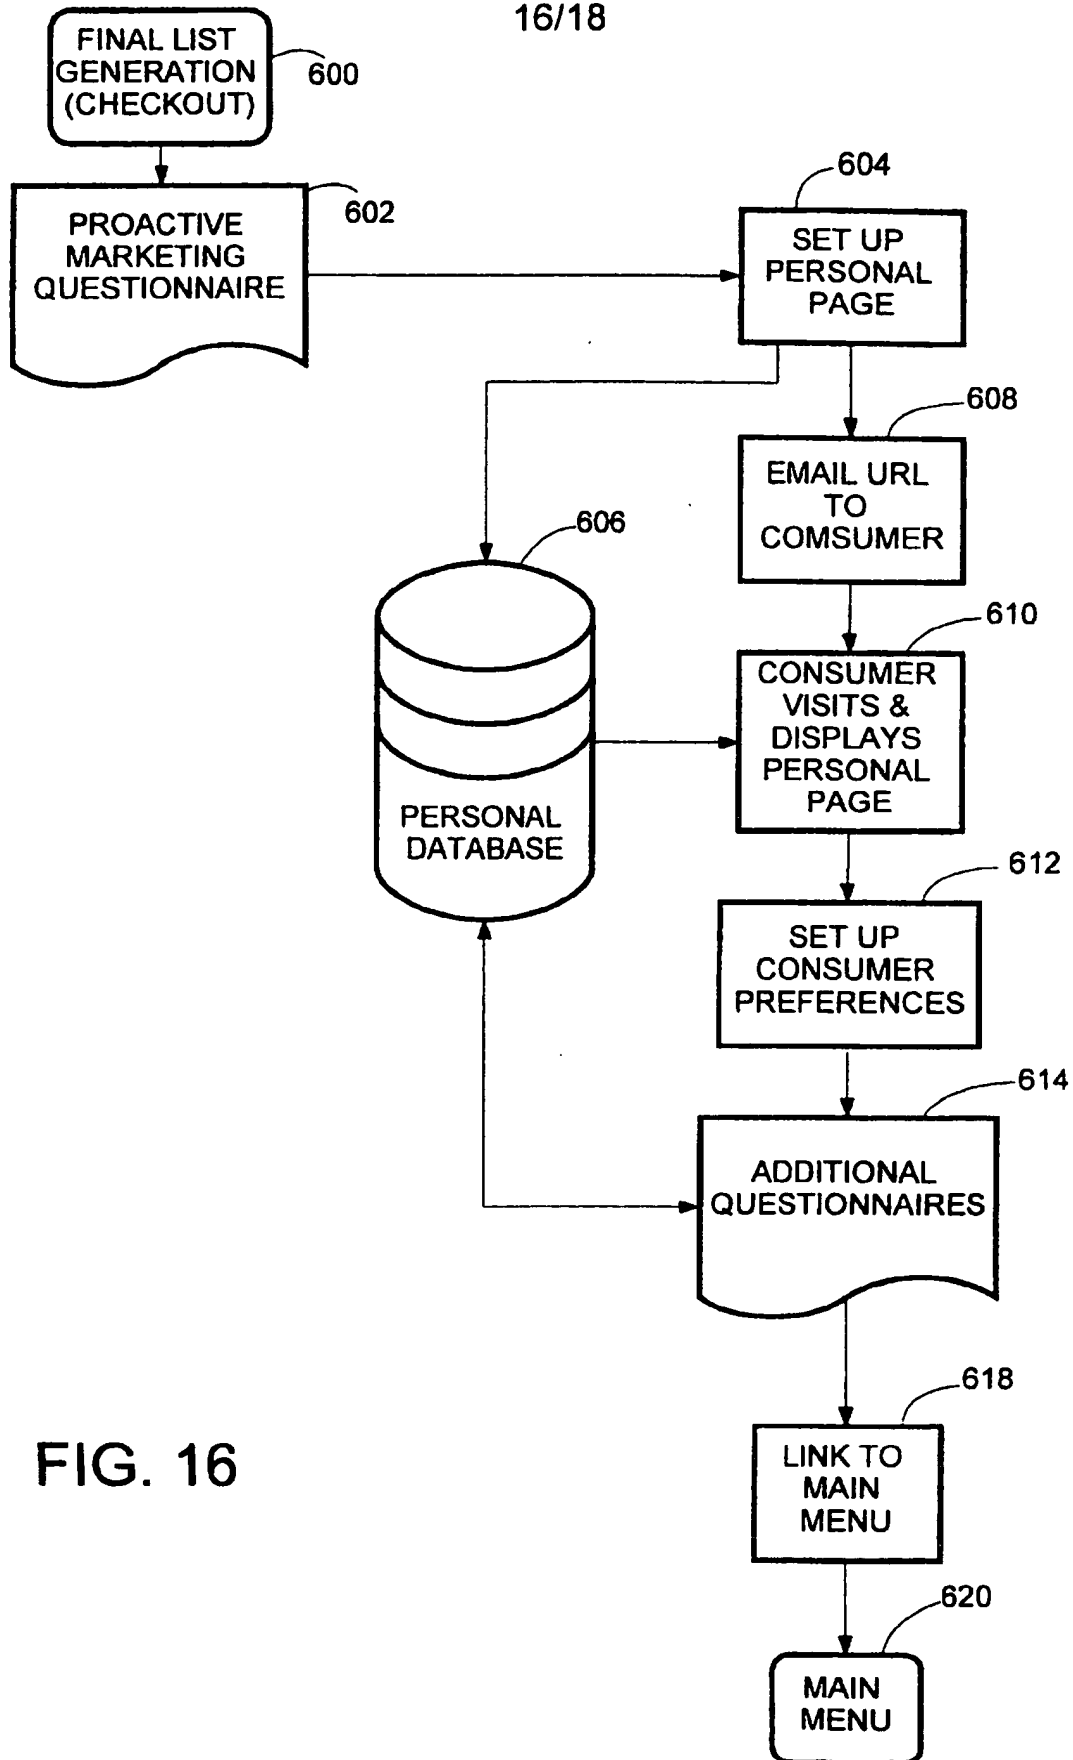 16/18
FINAL LIST
GENERATION
(CHECKOUT)
600
PROACTIVE
MARKETING
QUESTIONNAIRE
602
604
SET UP
PERSONAL
PAGE
608
EMAIL URL
TO
COMSUMER
606
PERSONAL
DATABASE
610
CONSUMER
VISITS &
DISPLAYS
PERSONAL
PAGE
612
SET UP
CONSUMER
PREFERENCES
614
ADDITIONAL
QUESTIONNAIRES
618
LINK TO
MAIN
MENU
FIG. 16
620
MAIN
MENU